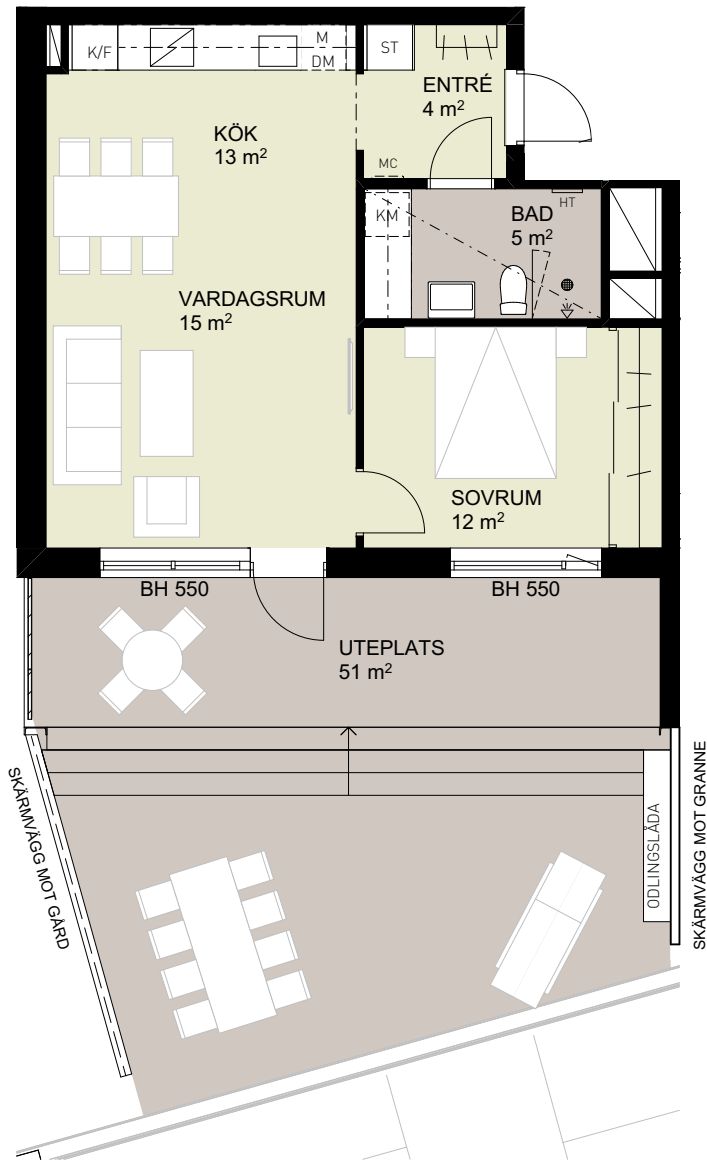 K/F
M
DM
ST
ENTRÉ
4 m²
KÖK
13 m²
MC
KM
BAD
5 m²
HT
VARDAGSRUM
15 m²
SOVRUM
12 m²
BH 550
BH 550
UTEPLATS
51 m²
SKÄRMVÄGG MOT GÅRD
ODLINGSLÅDA
SKÄRMVÄGG MOT GRANNE